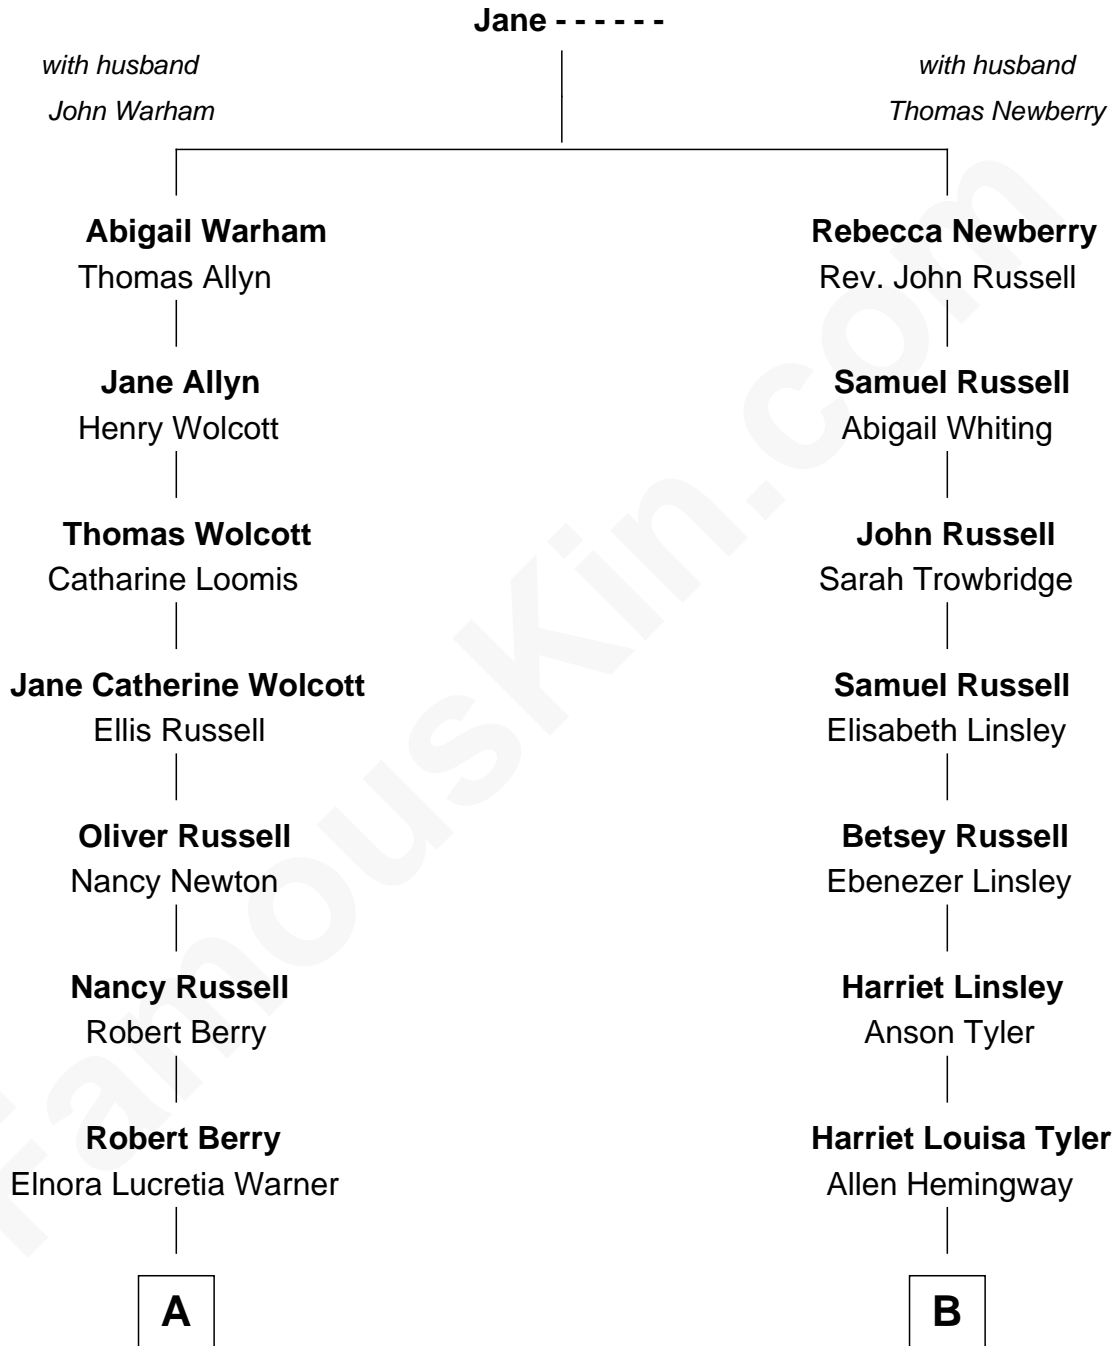 Jane - - - - - -
with husband
John Warham
with husband
Thomas Newberry
Abigail Warham
Thomas Allyn
Rebecca Newberry
Rev. John Russell
Jane Allyn
Henry Wolcott
Samuel Russell
Abigail Whiting
Thomas Wolcott
Catharine Loomis
John Russell
Sarah Trowbridge
Jane Catherine Wolcott
Ellis Russell
Samuel Russell
Elisabeth Linsley
Oliver Russell
Nancy Newton
Betsey Russell
Ebenezer Linsley
Nancy Russell
Robert Berry
Harriet Linsley
Anson Tyler
Robert Berry
Elnora Lucretia Warner
Harriet Louisa Tyler
Allen Hemingway
A
B
FamousKin.com